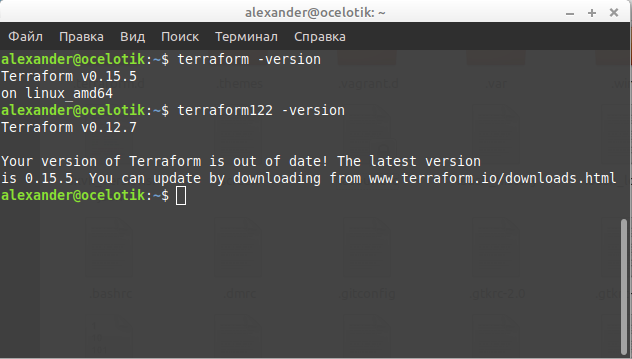 alexander@ocelotik: ~
Файл Правка Вид Поиск Терминал Справка
alexander@ocelotik:~$ terraform -version
Terraform v0.15.5
on linux_amd64
alexander@ocelotik:~$ terraform122 -version
Terraform v0.12.7
Your version of Terraform is out of date! The latest version
is 0.15.5. You can update by downloading from www.terraform.io/downloads.html
alexander@ocelotik:~$